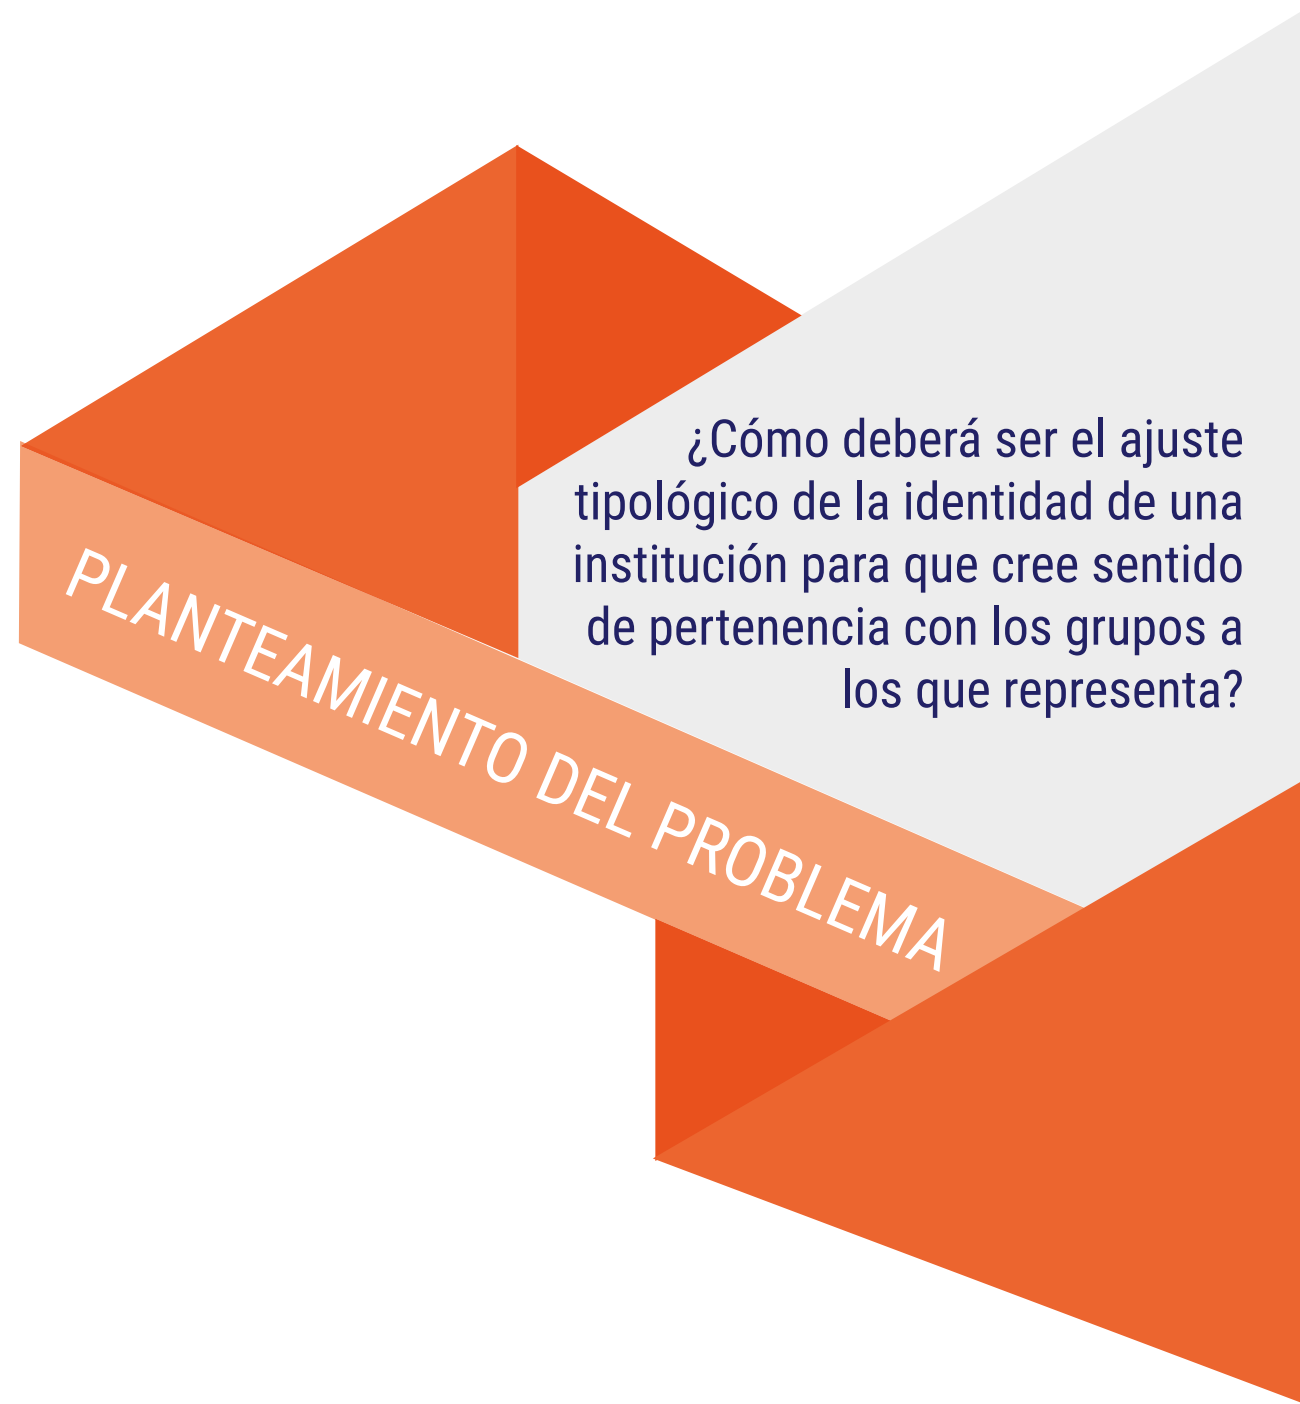 ¿Cómo deberá ser el ajuste
tipológico de la identidad de una
institución para que cree sentido
de pertenencia con los grupos a
los que representa?
PLANTEAMIENTO DEL PROBLEMA